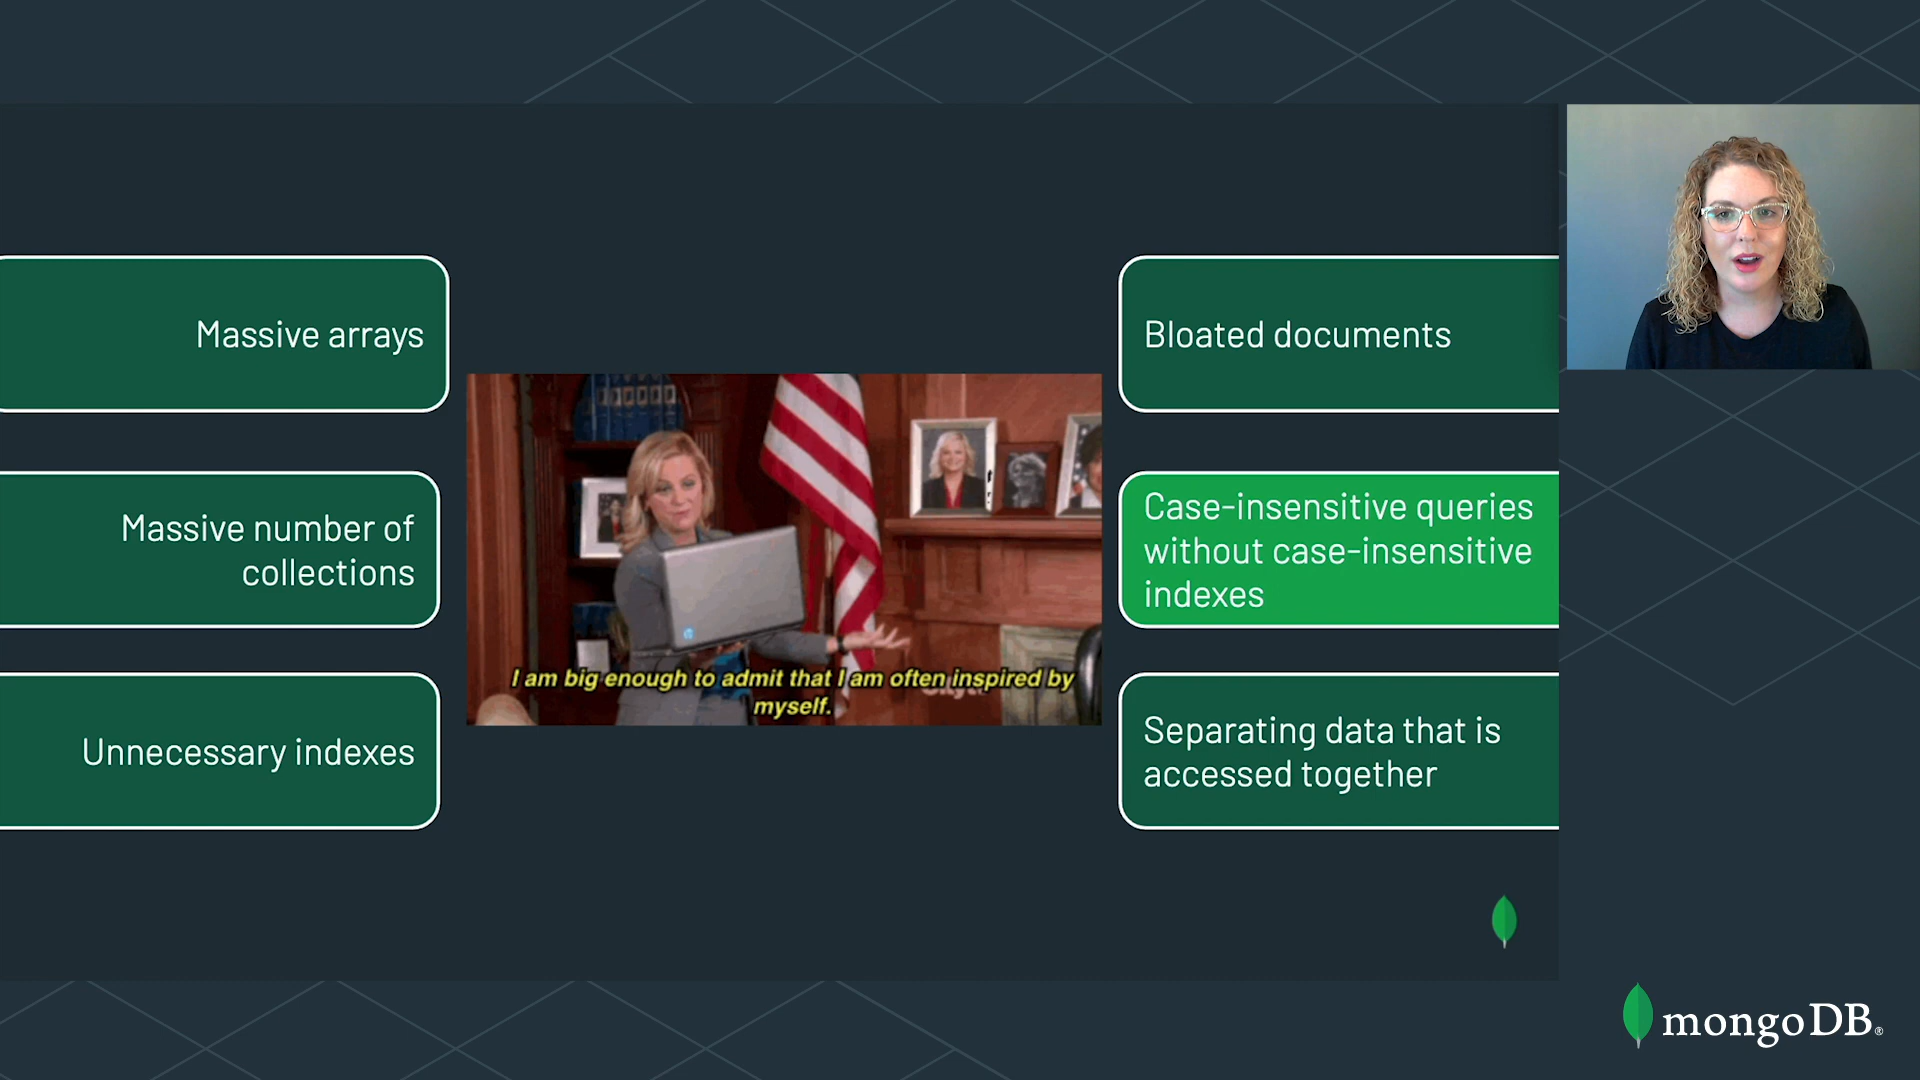 Massive arrays
Massive number of
collections
Unnecessary indexes
I am big enough to admit that I am often inspired by
myself.
Bloated documents
Case-insensitive queries
without case-insensitive
indexes
Separating data that is
accessed together
mongoDB®